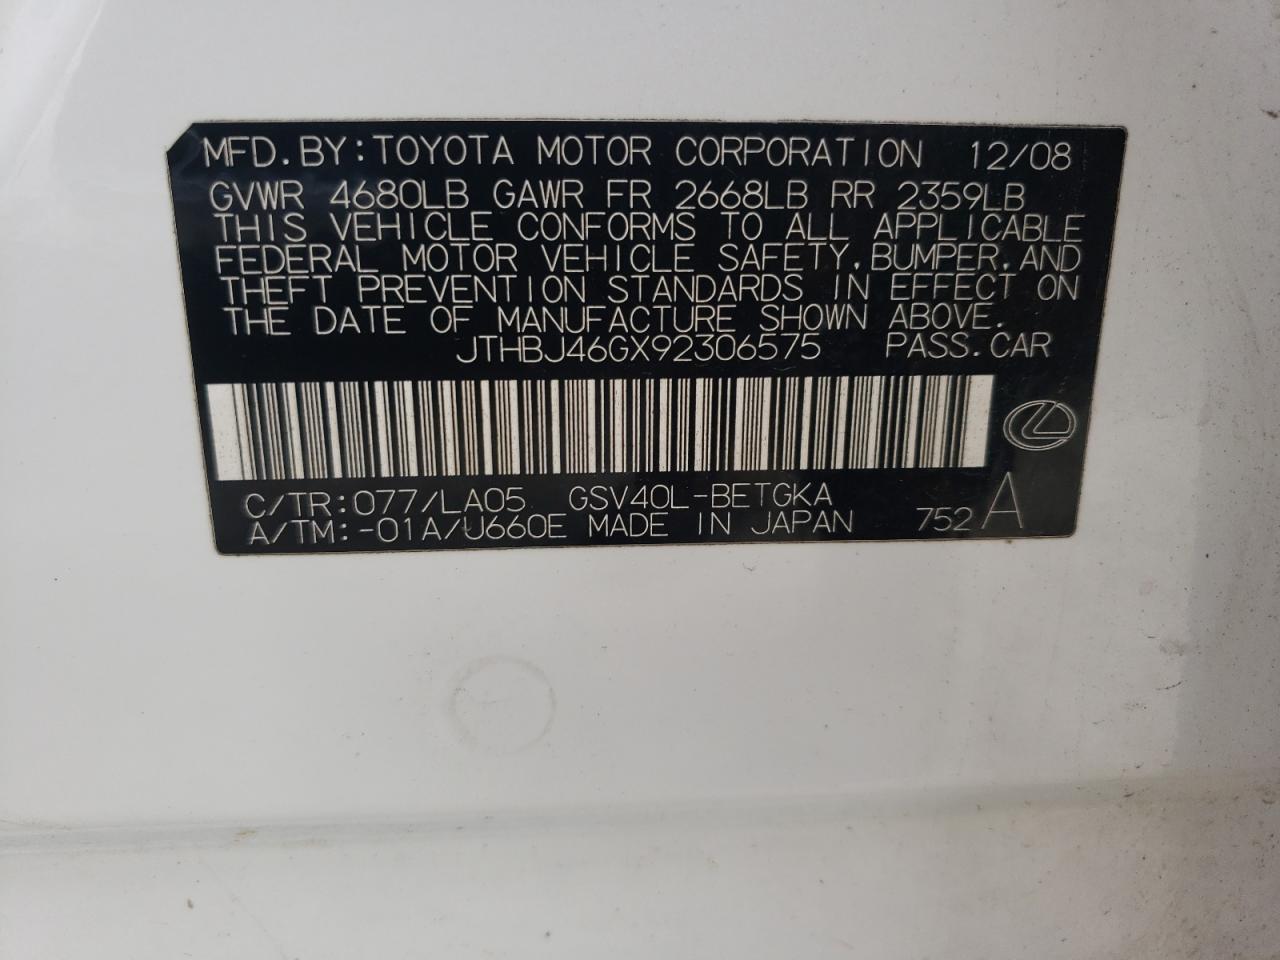 MFD.BY:TOYOTA MOTOR CORPORATION 12/08
GVWR 4680LB GAWR FR 2668LB RR 2359LB
THIS VEHICLE CONFORMS TO ALL APPLICABLE
FEDERAL MOTOR VEHICLE SAFETY,BUMPER,AND
THEFT PREVENTION STANDARDS IN EFFECT ON
THE DATE OF MANUFACTURE SHOWN ABOVE.
JTHBJ46GX92306575 PASS.CAR
C/TR:077/LA05 GSV40L-BETGKA
A/TM:-01A/U660E MADE IN JAPAN 752 A